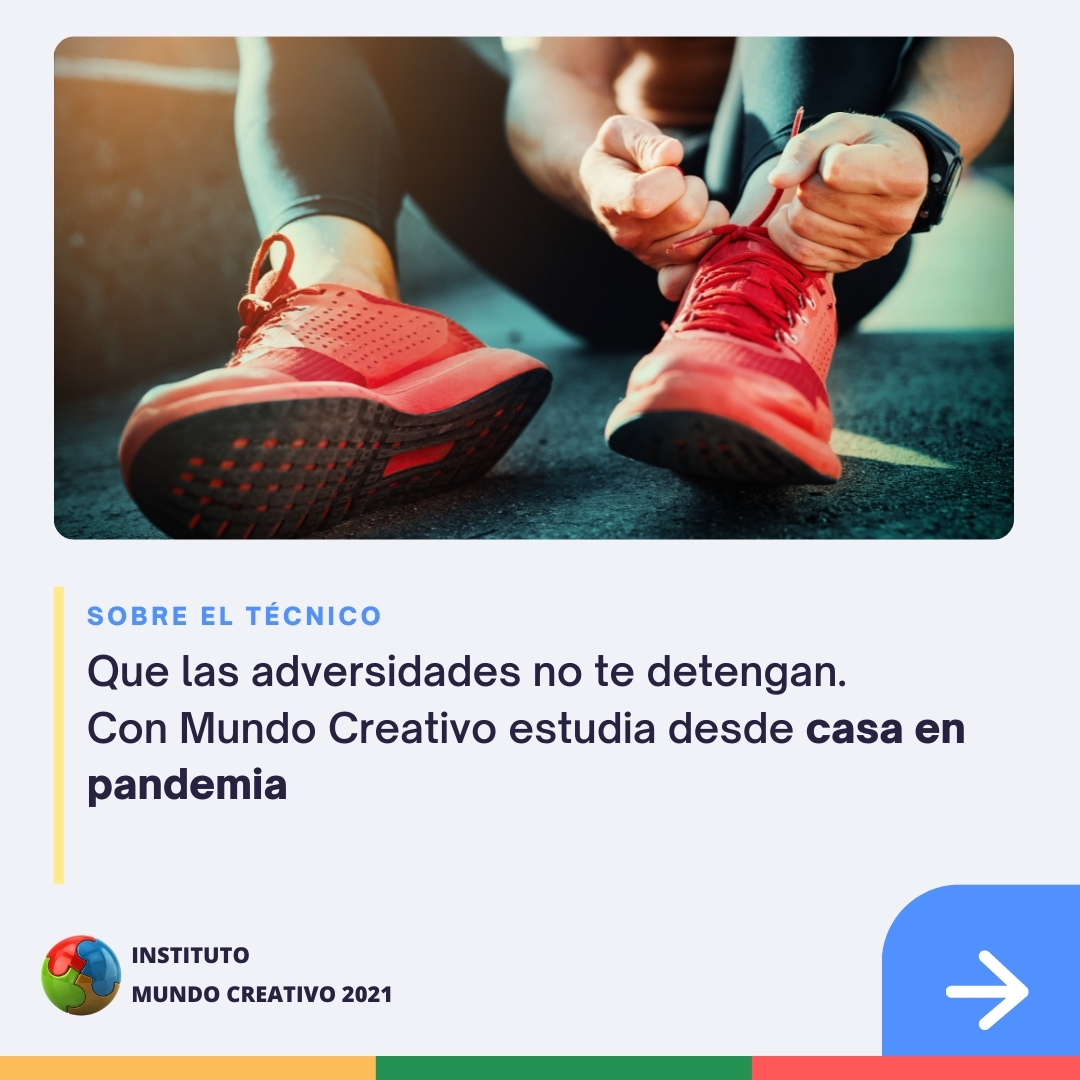 SOBRE EL TÉCNICO
Que las adversidades no te detengan.
Con Mundo Creativo estudia desde casa en
pandemia
INSTITUTO
MUNDO CREATIVO 2021